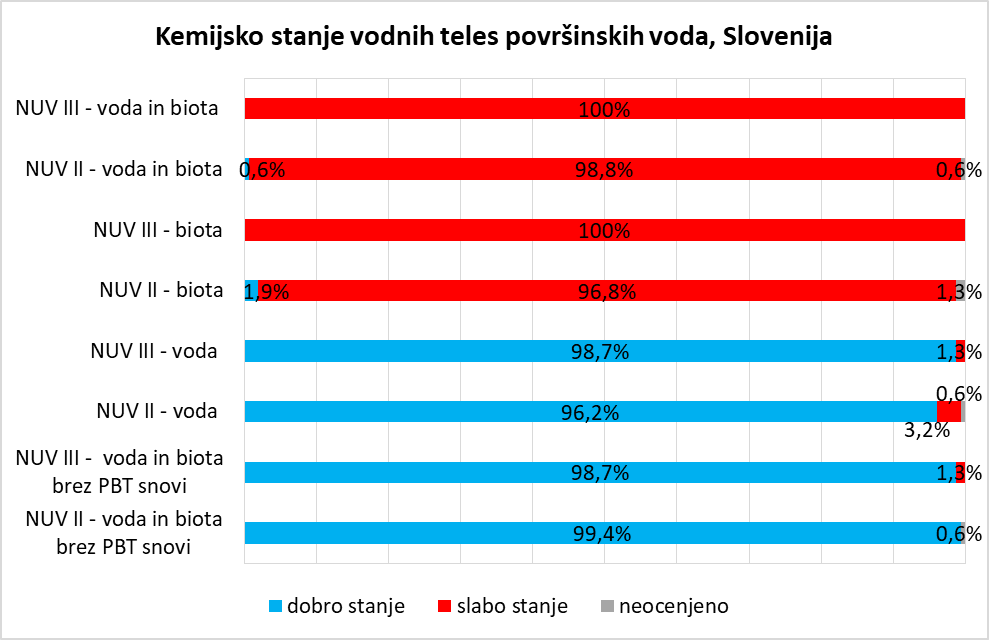 Kemijsko stanje vodnih teles površinskih voda, Slovenija
NUV III - voda in biota
100%
NUV II - voda in biota
0,6%
98,8%
0,6%
NUV III - biota
100%
NUV II - biota
1,9%
96,8%
1,3%
NUV III - voda
98,7%
1,3%
NUV II - voda
96,2%
3,2%
0,6%
NUV III - voda in biota
brez PBT snovi
98,7%
1,3%
NUV II - voda in biota
brez PBT snovi
99,4%
0,6%
dobro stanje
slabo stanje
neocenjeno